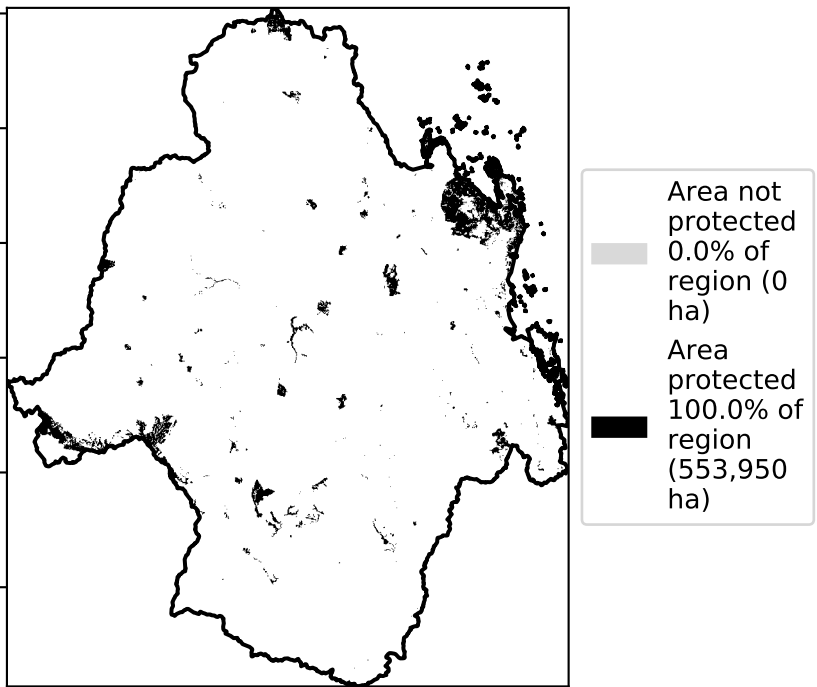 Area not
protected
0.0% of
region (0
ha)
Area
protected
100.0% of
region
(553,950
ha)